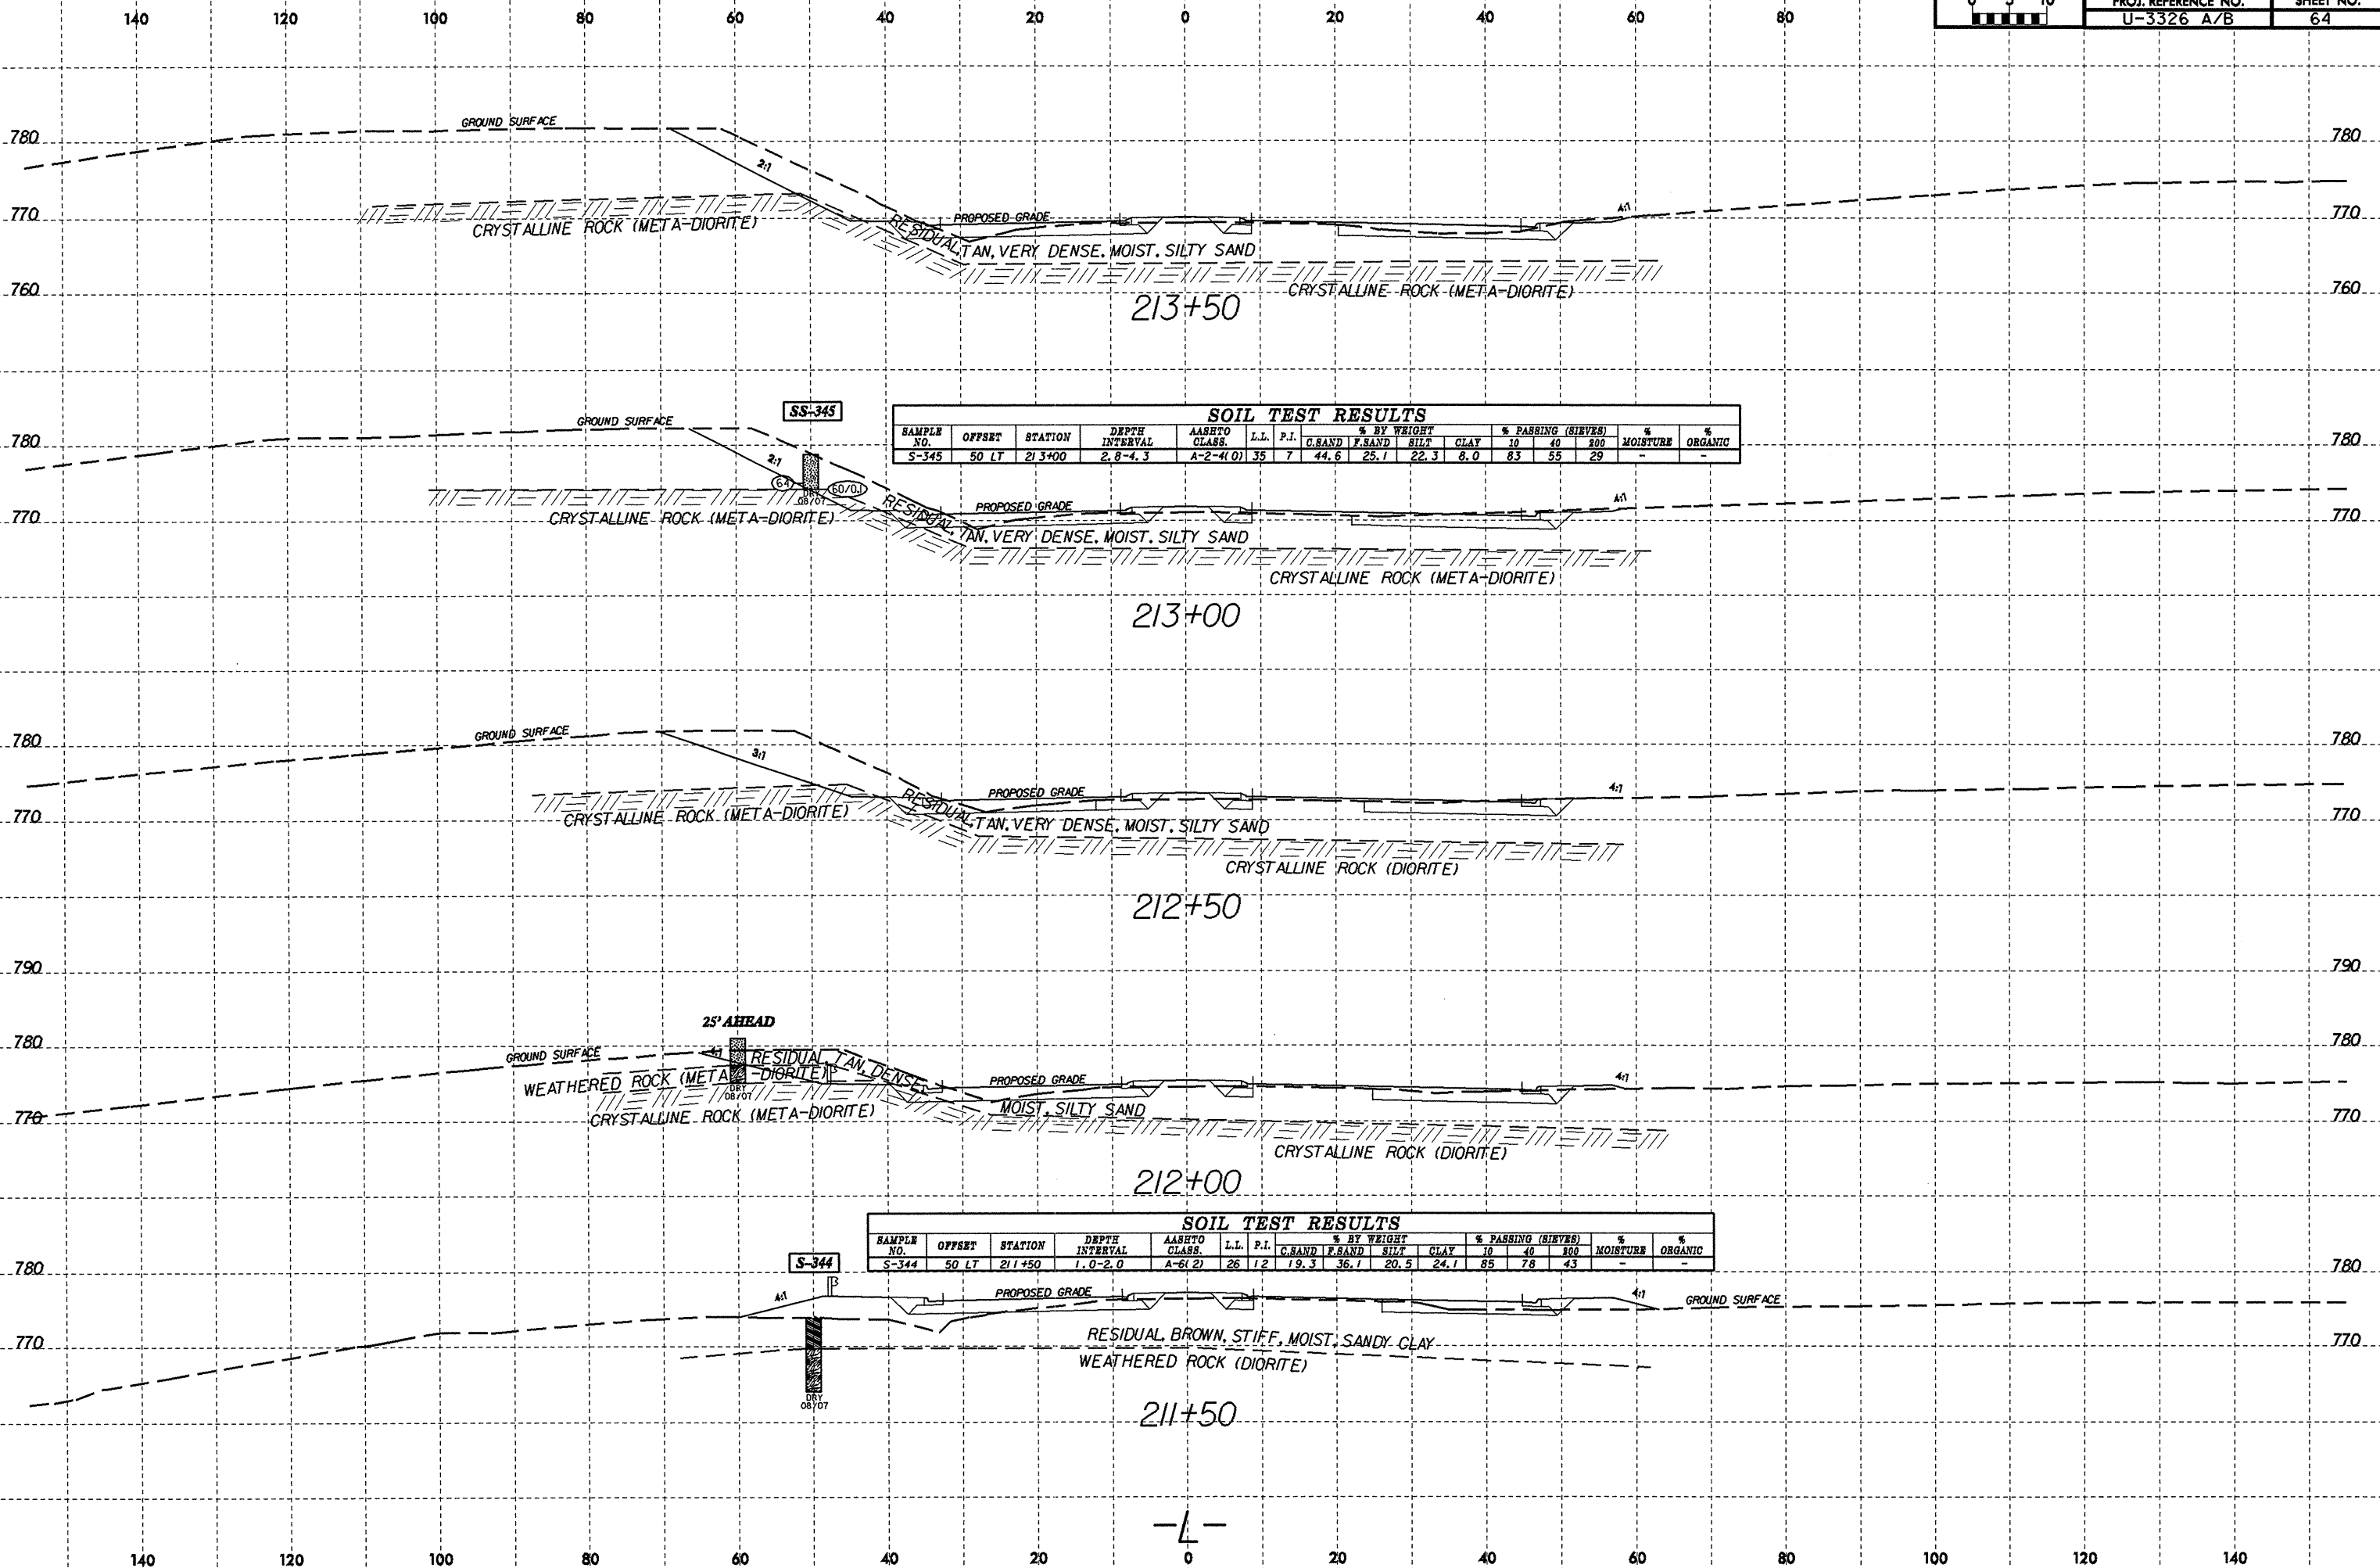 140 120 100 80 60 40 20 0 20 40 60 80
0 5 10 PROJ. REFERENCE NO. SHEET NO.
U-3326 A/B 64
GROUND SURFACE
780 780
2:1
770 PROPOSED GRADE 4:1 770
CRYSTALLINE ROCK (META-DIORITE)
RESIDUAL, TAN, VERY DENSE, MOIST, SILTY SAND
760 CRYSTALLINE ROCK (META-DIORITE) 760
213+50
SS-345
SOIL TEST RESULTS
SAMPLE NO. OFFSET STATION DEPTH INTERVAL AASHTO CLASS. L.L. P.I. % BY WEIGHT % PASSING (SIEVES) % MOISTURE % ORGANIC
C.SAND F.SAND SILT CLAY 10 40 200
S-345 50 LT 213+00 2.8-4.3 A-2-4(0) 35 7 44.6 25.1 22.3 8.0 83 55 29 - -
GROUND SURFACE
780 780
2:1
64 60/0.1
DRY
08/07
770 PROPOSED GRADE 4:1 770
CRYSTALLINE ROCK (META-DIORITE)
RESIDUAL, TAN, VERY DENSE, MOIST, SILTY SAND
CRYSTALLINE ROCK (META-DIORITE)
213+00
GROUND SURFACE
780 780
3:1
PROPOSED GRADE 4:1
770 CRYSTALLINE ROCK (META-DIORITE) 770
RESIDUAL, TAN, VERY DENSE, MOIST, SILTY SAND
CRYSTALLINE ROCK (DIORITE)
212+50
790 790
25' AHEAD
780 780
GROUND SURFACE 4:1
RESIDUAL, TAN, DENSE,
WEATHERED ROCK (META-DIORITE)
PROPOSED GRADE 4:1
DRY
08/07
MOIST, SILTY SAND
770 CRYSTALLINE ROCK (META-DIORITE) 770
CRYSTALLINE ROCK (DIORITE)
212+00
SOIL TEST RESULTS
SAMPLE NO. OFFSET STATION DEPTH INTERVAL AASHTO CLASS. L.L. P.I. % BY WEIGHT % PASSING (SIEVES) % MOISTURE % ORGANIC
C.SAND F.SAND SILT CLAY 10 40 200
S-344 50 LT 211+50 1.0-2.0 A-6(2) 26 12 19.3 36.1 20.5 24.1 85 78 43 - -
S-344
780 780
4:1 PROPOSED GRADE 4:1 GROUND SURFACE
770 RESIDUAL, BROWN, STIFF, MOIST, SANDY CLAY 770
WEATHERED ROCK (DIORITE)
DRY
08/07
211+50
-L-
140 120 100 80 60 40 20 0 20 40 60 80 100 120 140